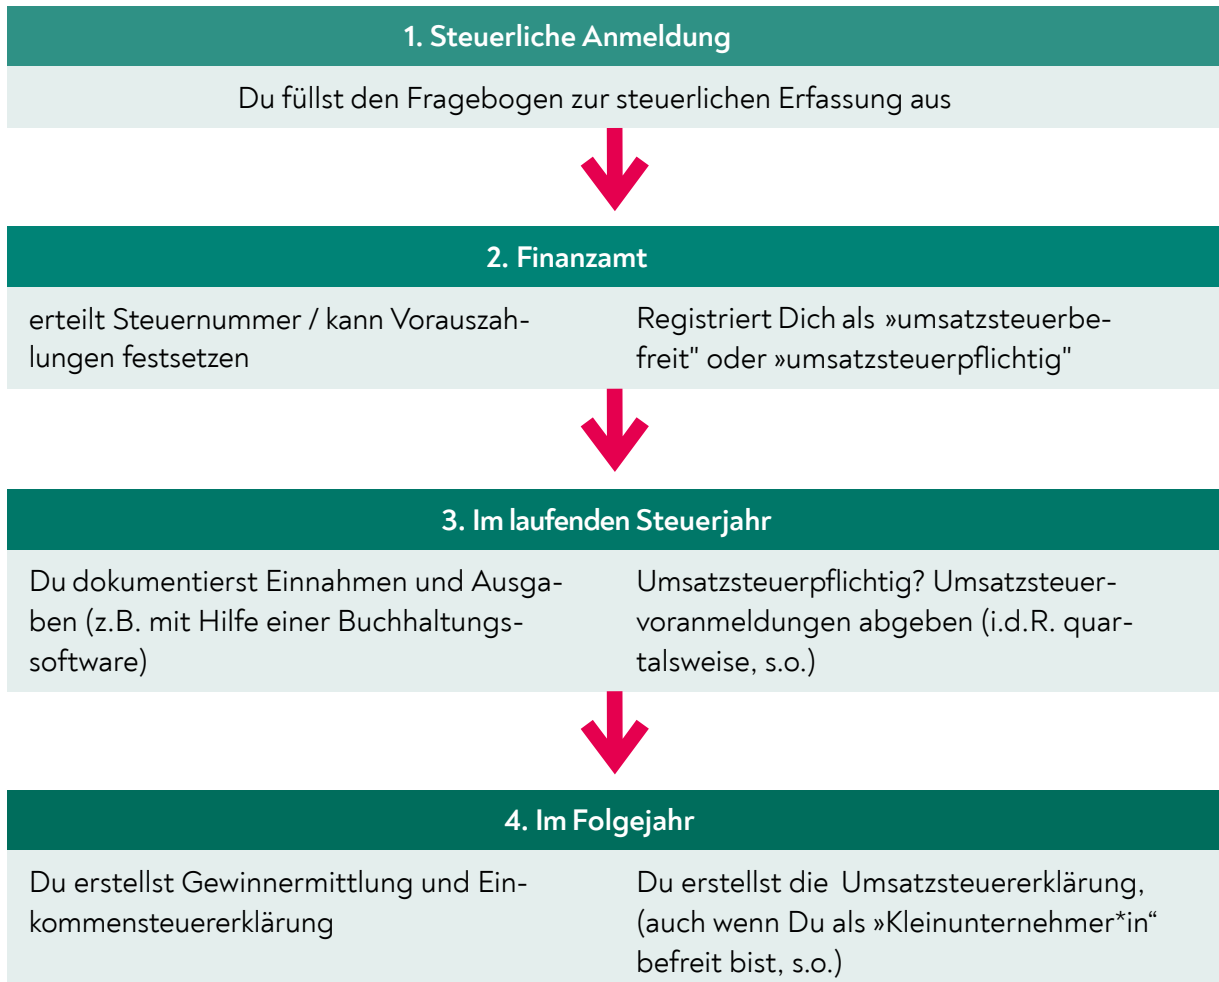 1. Steuerliche Anmeldung
Du füllst den Fragebogen zur steuerlichen Erfassung aus
2. Finanzamt
erteilt Steuernummer / kann Vorauszah-
lungen festsetzen
Registriert Dich als »umsatzsteuerbe-
freit" oder »umsatzsteuerpflichtig"
3. Im laufenden Steuerjahr
Du dokumentierst Einnahmen und Ausga-
ben (z.B. mit Hilfe einer Buchhaltungs-
software)
Umsatzsteuerpflichtig? Umsatzsteuer-
voranmeldungen abgeben (i.d.R. quar-
talsweise, s.o.)
4. Im Folgejahr
Du erstellst Gewinnermittlung und Ein-
kommensteuererklärung
Du erstellst die Umsatzsteuererklärung,
(auch wenn Du als »Kleinunternehmer*in“
befreit bist, s.o.)